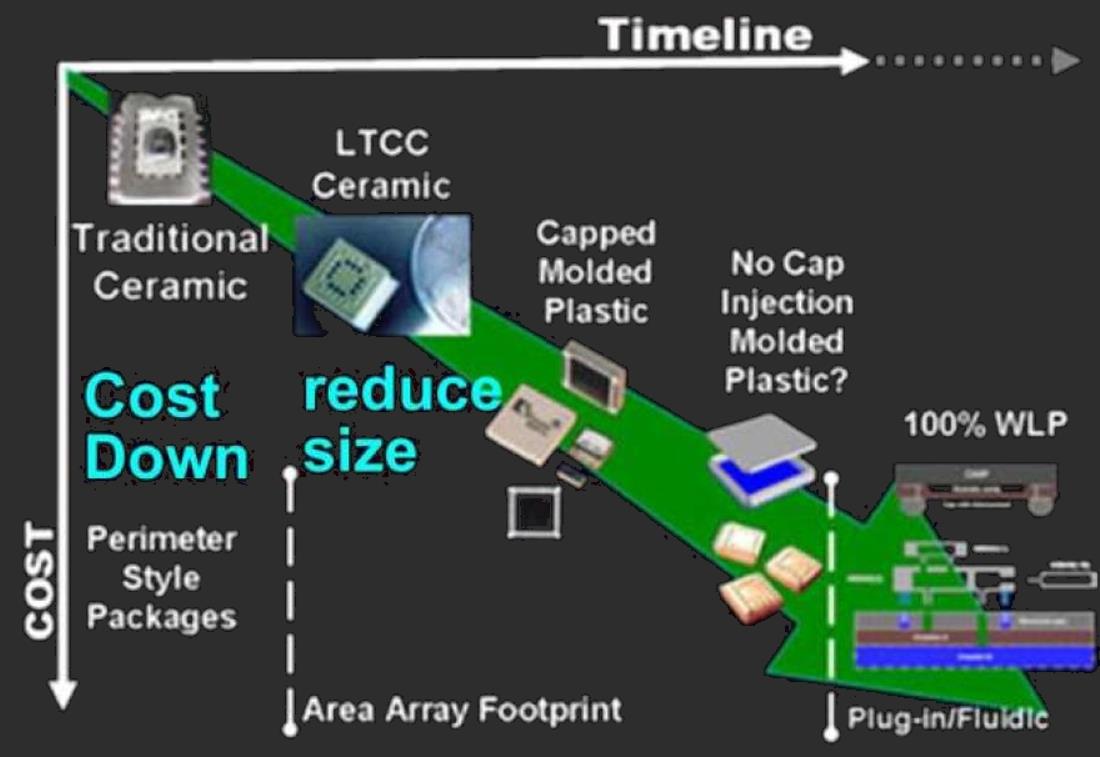 Timeline
LTCC
Ceramic
Traditional
Ceramic
Capped
Molded
Plastic
No Cap
Injection
Molded
Plastic?
100% WLP
Cost
Down
reduce
size
COST
Perimeter
Style
Packages
Area Array Footprint
Plug-in/Fluidic